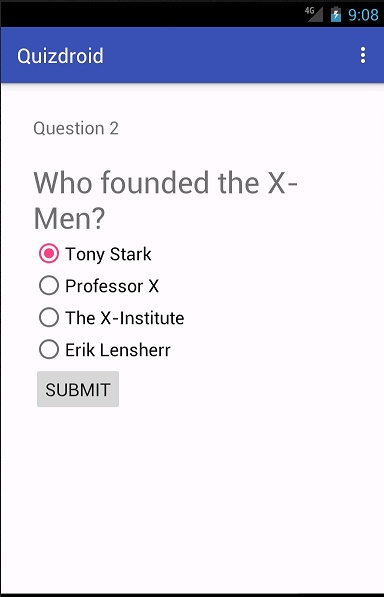 4G 9:08
Quizdroid
Question 2
Who founded the X-
Men?
Tony Stark
Professor X
The X-Institute
Erik Lensherr
SUBMIT